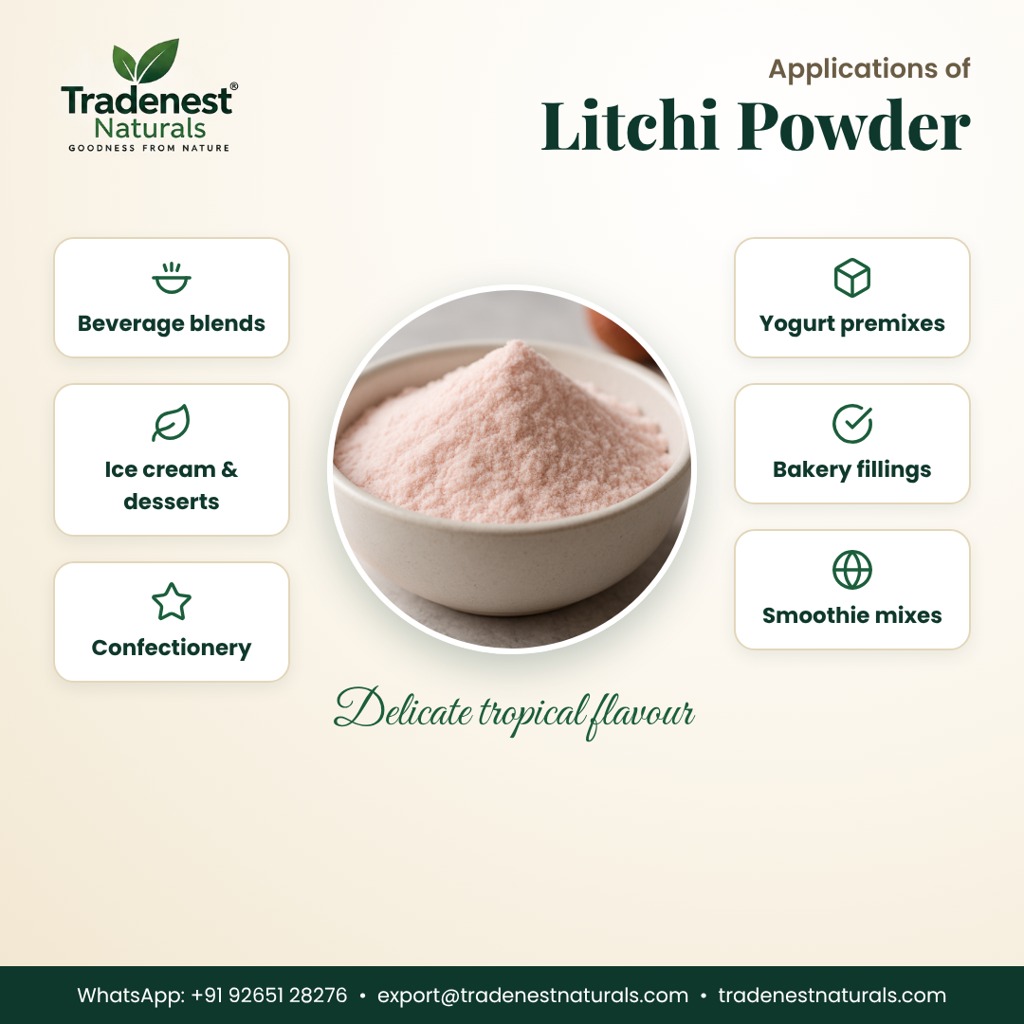 Tradenest®
Naturals
GOODNESS FROM NATURE
Applications of
Litchi Powder
Beverage blends
Ice cream &
desserts
Confectionery
Yogurt premixes
Bakery fillings
Smoothie mixes
Delicate tropical flavour
WhatsApp: +91 92651 28276 • export@tradenestnaturals.com • tradenestnaturals.com